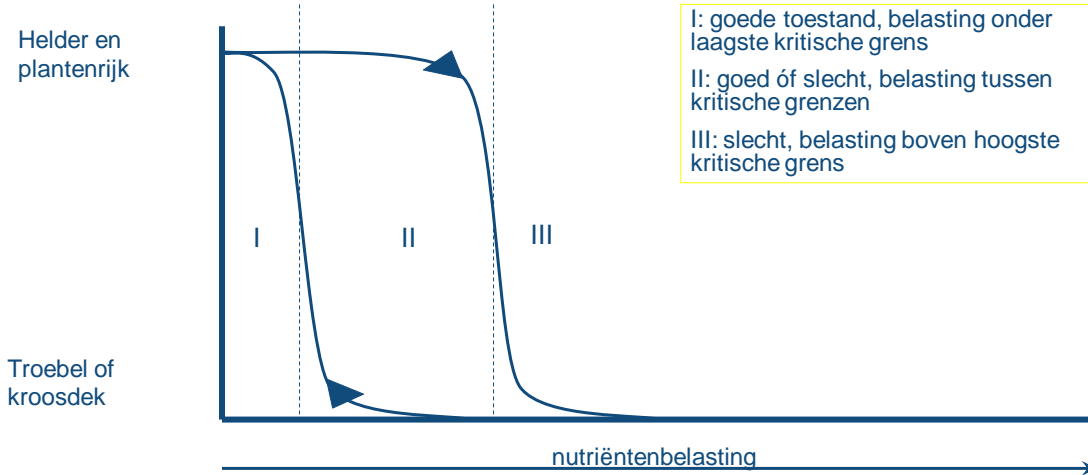 Helder en
plantenrijk
I: goede toestand, belasting onder
laagste kritische grens
II: goed óf slecht, belasting tussen
kritische grenzen
III: slecht, belasting boven hoogste
kritische grens
I
II
III
Troebel of
kroosdek
nutriëntenbelasting